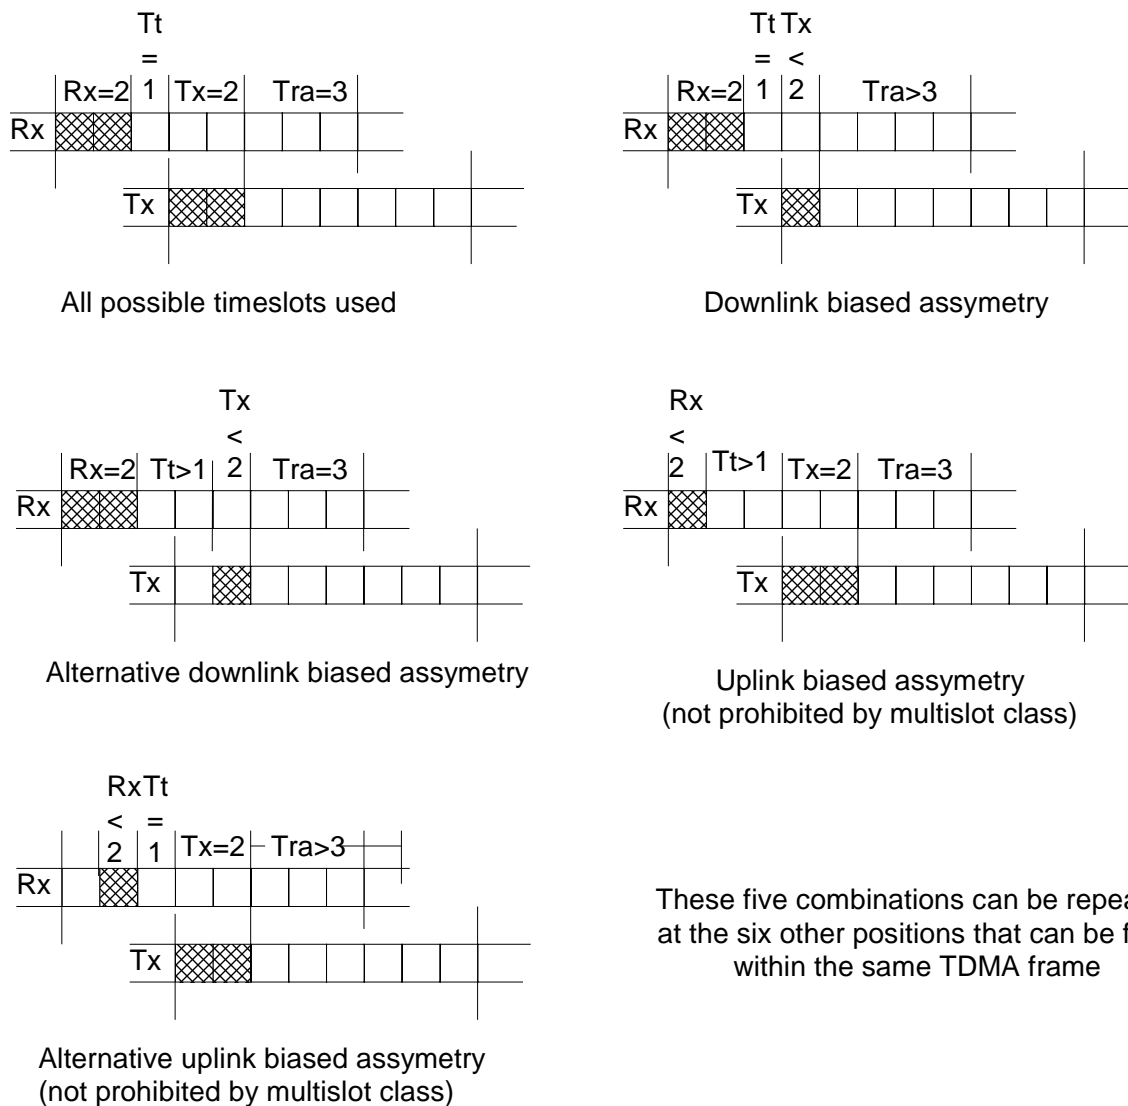 Tt
=
Rx=2 1 Tx=2 Tra=3
Rx
Tx
All possible timeslots used
Tt Tx
= <
Rx=2 1 2 Tra>3
Rx
Tx
Downlink biased assymetry
Tx
<
Rx=2 Tt>1 2 Tra=3
Rx
Tx
Alternative downlink biased assymetry
Rx
<
2 Tt>1 Tx=2 Tra=3
Rx
Tx
Uplink biased assymetry
(not prohibited by multislot class)
RxTt
< =
2 1 Tx=2 Tra>3
Rx
Tx
Alternative uplink biased assymetry
(not prohibited by multislot class)
These five combinations can be
at the six other positions that can be
within the same TDMA frame